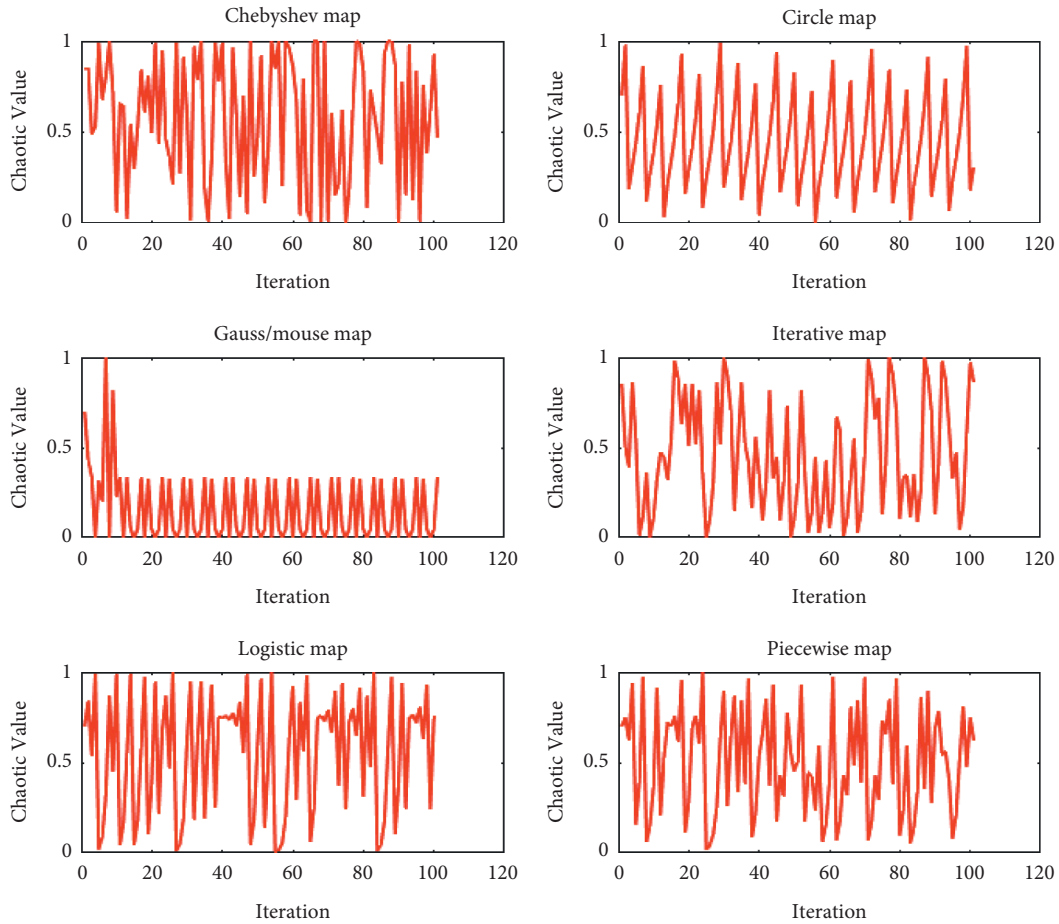 Chebyshev map
1
0.5
0
Chaotic Value
0 20 40 60 80 100 120
Iteration
Circle map
1
0.5
0
Chaotic Value
0 20 40 60 80 100 120
Iteration
Gauss/mouse map
1
0.5
0
Chaotic Value
0 20 40 60 80 100 120
Iteration
Iterative map
1
0.5
0
Chaotic Value
0 20 40 60 80 100 120
Iteration
Logistic map
1
0.5
0
Chaotic Value
0 20 40 60 80 100 120
Iteration
Piecewise map
1
0.5
0
Chaotic Value
0 20 40 60 80 100 120
Iteration